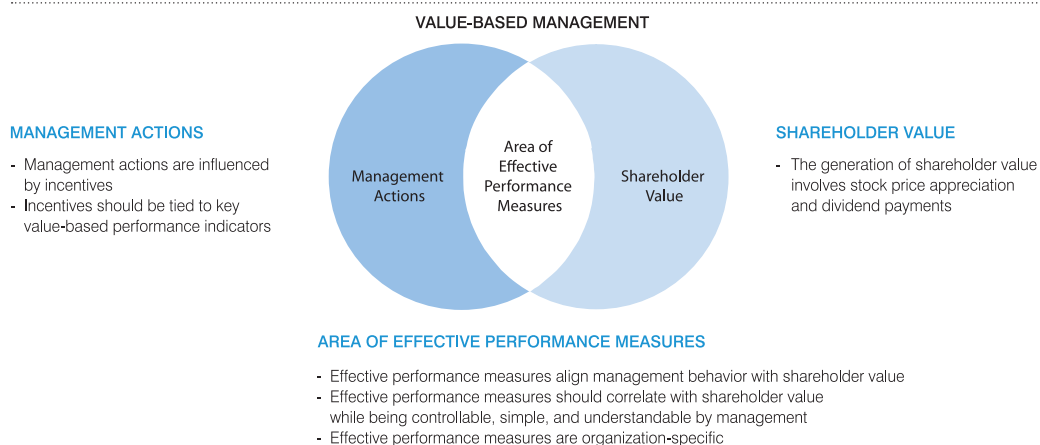 VALUE-BASED MANAGEMENT
MANAGEMENT ACTIONS
- Management actions are influenced
by incentives
- Incentives should be tied to key
value-based performance indicators
Management
Actions
Area of
Effective
Performance
Measures
Shareholder
Value
SHAREHOLDER VALUE
- The generation of shareholder value
involves stock price appreciation
and dividend payments
AREA OF EFFECTIVE PERFORMANCE MEASURES
- Effective performance measures align management behavior with shareholder value
- Effective performance measures should correlate with shareholder value
while being controllable, simple, and understandable by management
- Effective performance measures are organization-specific